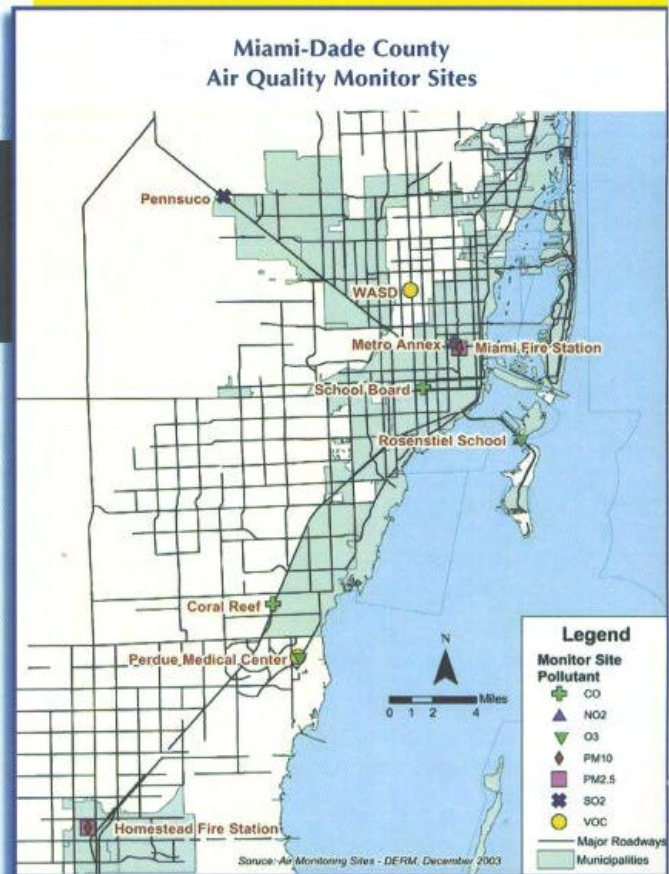 Miami-Dade County
Air Quality Monitor Sites
Pennsuco
WASD
Metro Annex
Miami Fire Station
School Board
Rosenstiel School
Coral Reef
Perdue Medical Center
Homestead Fire Station
N
Miles
0 1 2 4
Legend
Monitor Site
Pollutant
CO
NO2
O3
PM10
PM2.5
SO2
VOC
Major Roadways
Municipalities
Soruce: Air Monitoring Sites - DERM, December 2003